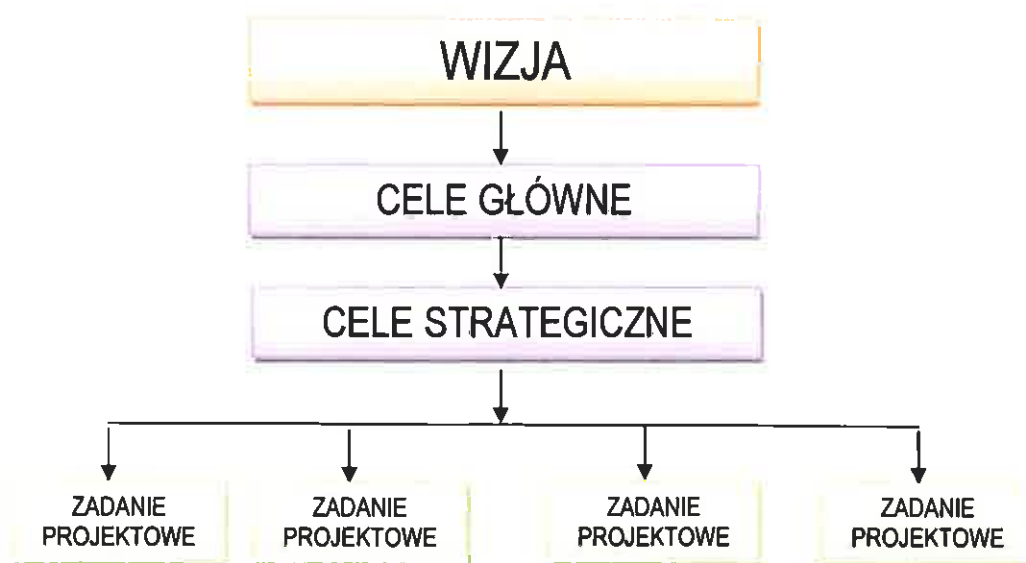 WIZJA
CELE GŁÓWNE
CELE STRATEGICZNE
ZADANIE
PROJEKTOWE
ZADANIE
PROJEKTOWE
ZADANIE
PROJEKTOWE
ZADANIE
PROJEKTOWE